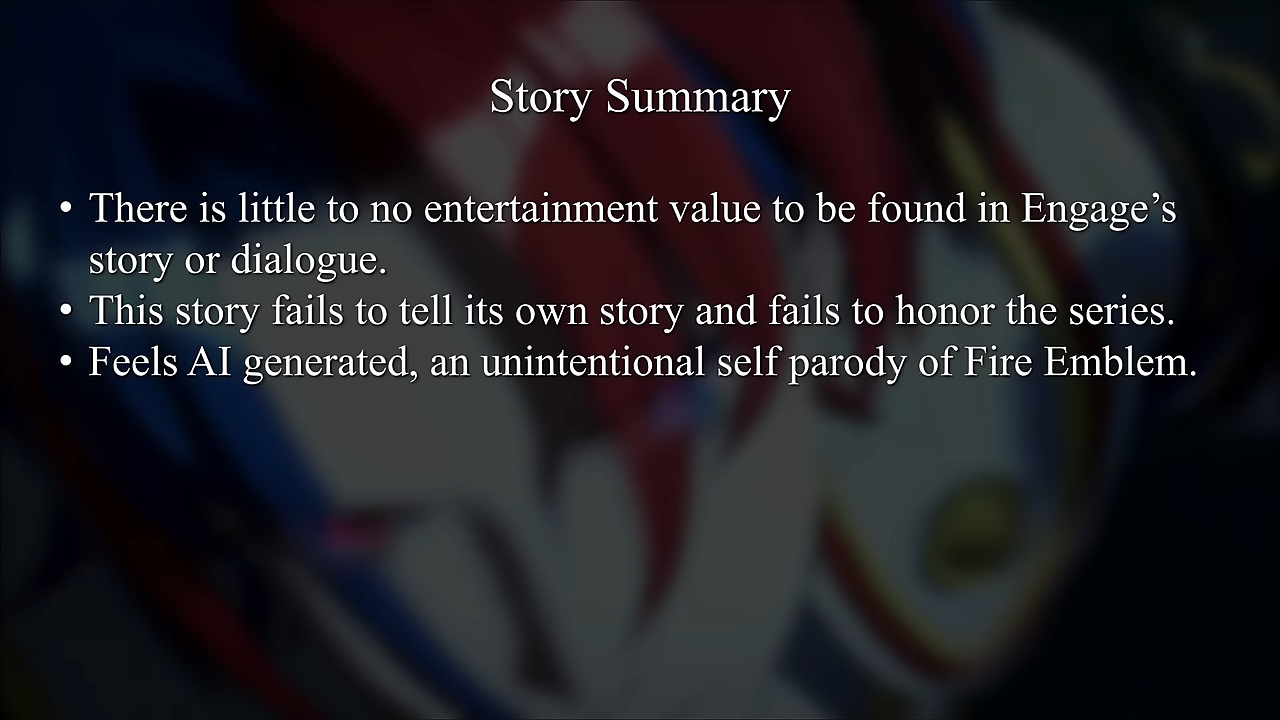 Story Summary
• There is little to no entertainment value to be found in Engage’s
story or dialogue.
• This story fails to tell its own story and fails to honor the series.
• Feels AI generated, an unintentional self parody of Fire Emblem.